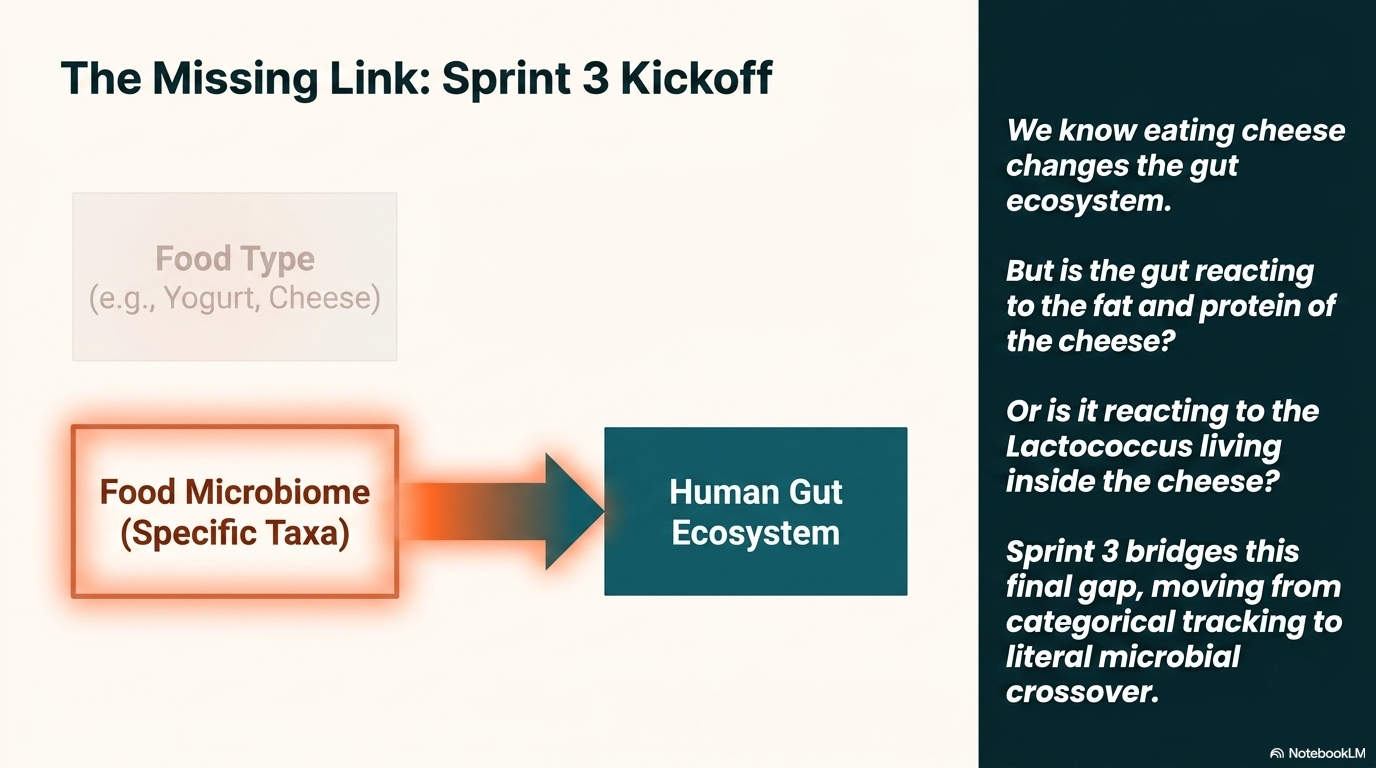 The Missing Link: Sprint 3 Kickoff
Food Type
(e.g., Yogurt, Cheese)
Food Microbiome
(Specific Taxa)
Human Gut
Ecosystem
We know eating cheese
changes the gut
ecosystem.
But is the gut reacting
to the fat and protein of
the cheese?
Or is it reacting to the
Lactococcus living
inside the cheese?
Sprint 3 bridges this
final gap, moving from
categorical tracking to
literal microbial
crossover.
NotebookLM